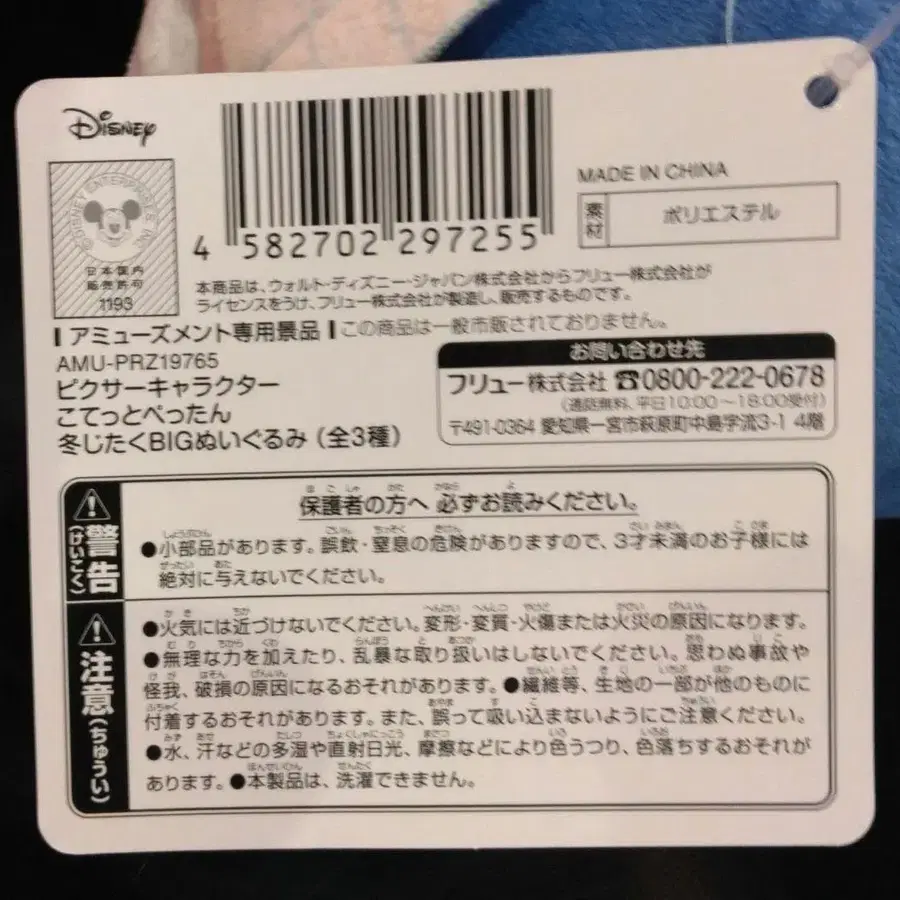 Disney
©DISNEY ENTERPRISES, INC.
日本国内
販売許可
1193
4 582702 297255
MADE IN CHINA
素材 ポリエステル
本商品は、ウォルト・ディズニー・ジャパン株式会社からフリュー株式会社が
ライセンスをうけ、フリュー株式会社が製造し、販売するものです。
アミューズメント専用景品 この商品は一般市販されておりません。
AMU-PRZ19765
ピクサーキャラクター
こてっとぺったん
冬じたくBIGぬいぐるみ（全3種）
お問い合わせ先
フリュー株式会社 ☎0800-222-0678
（通話無料、平日10:00～18:00受付）
〒491-0364 愛知県一宮市萩原町中島字流3-1 4階
警告(けいこく)
保護者の方へ 必ずお読みください。
●小部品があります。誤飲・窒息の危険がありますので、3才未満のお子様には
絶対に与えないでください。
注意(ちゅうい)
●火気には近づけないでください。変形・変質・火傷または火災の原因になります。
●無理な力を加えたり、乱暴な取り扱いはしないでください。思わぬ事故や
怪我、破損の原因になるおそれがあります。●繊維等、生地の一部が他のものに
付着するおそれがあります。また、誤って吸い込まないようにご注意ください。
●水、汗などの多湿や直射日光、摩擦などにより色うつり、色落ちするおそれが
あります。●本製品は、洗濯できません。